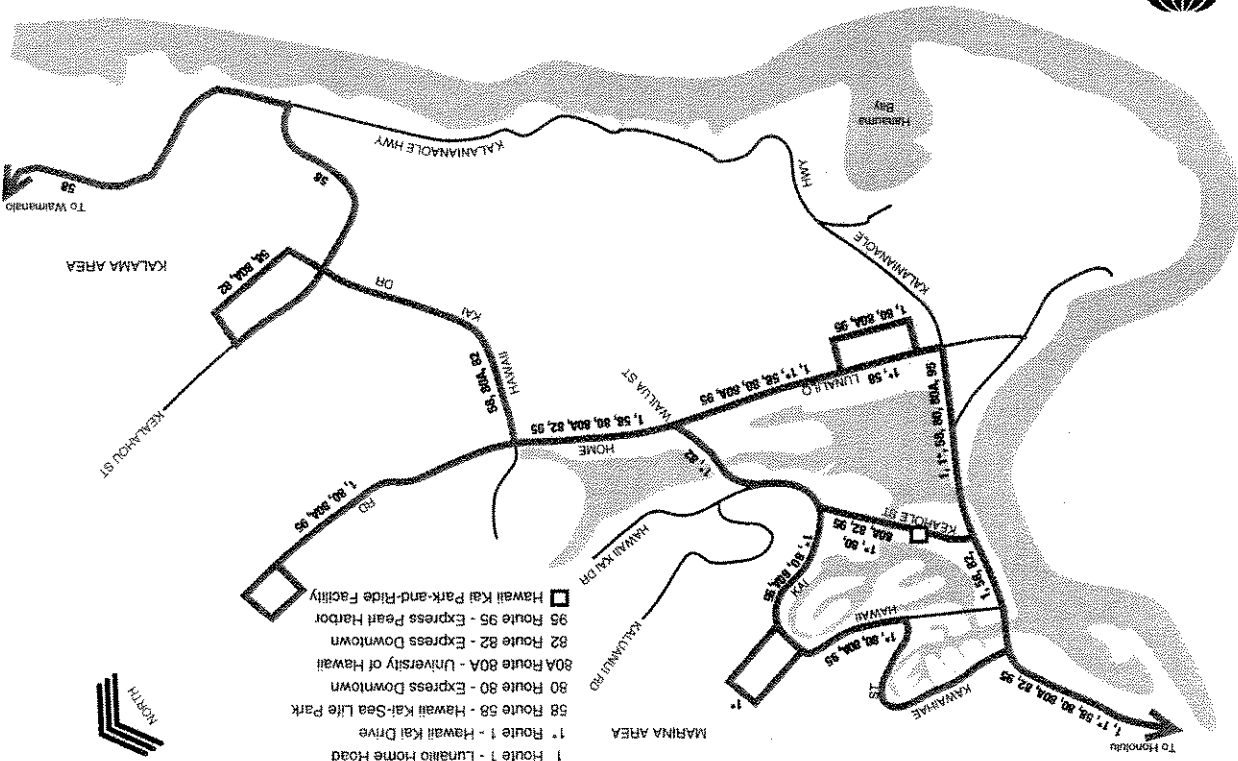 1 Route 1 - Lunalilo Home Road
1* Route 1 - Hawaii Kai Drive
58 Route 58 - Hawaii Kai-Sea Life Park
80 Route 80 - Express Downtown
80A Route 80A - University of Hawaii
82 Route 82 - Express Downtown
95 Route 95 - Express Pearl Harbor
Hawaii Kai Park-and-Ride Facility
NORTH
To Honolulu
1, 1*, 58, 80, 80A, 82, 95
MARINA AREA
1*
KAWAIHAE
ST
1*, 80, 80A, 95
HAWAII
KAI
1*, 80, 80A, 95
KALUANUI RD
HAWAII KAI DR
1, 58, 82,
KEAHOLE ST
1*, 80,
80A, 82, 95
1*, 82
WAILUA ST
1, 80, 80A, 95
RD
HOME
1, 58, 80, 80A, 82, 95
1, 1*, 58, 80, 80A, 95
1, 1*, 58, 80, 80A, 95
1*, 58
LUNALILO
1, 80, 80A, 95
KEALAHOU ST
HAWAII
58, 80A, 82
KAI
DR
58, 80A, 82
KALAMA AREA
KALANIANAOLE
HWY
To Waimanalo
58
58
KALANIANAOLE HWY
Hanauma
Bay